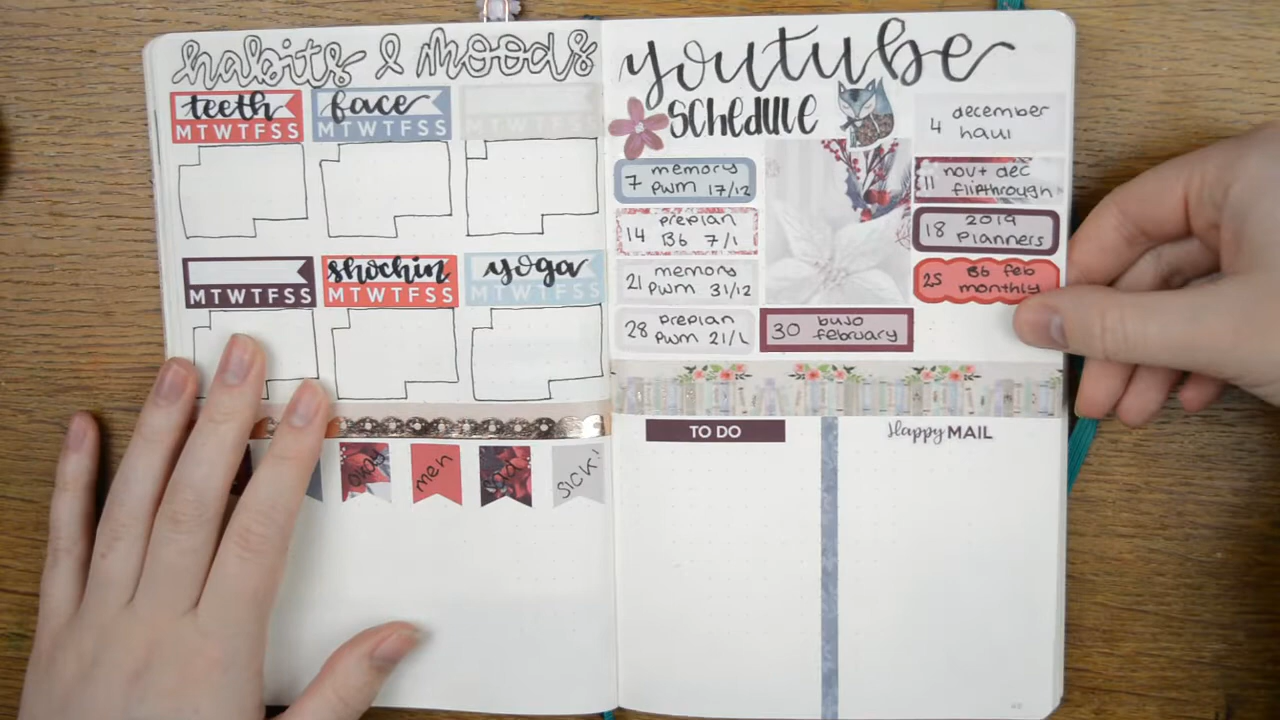 habits & moods
teeth
MTWTFSS
face
MTWTFSS
MTWTFSS
MTWTFSS
shochin
MTWTFSS
yoga
MTWTFSS
meh
sad
SICK!
youtube
schedule
4 december
haul
7 memory
pwm 17/12
11 nov + dec
flipthrough
14 preplan
B6 7/1
18 2019
planners
21 memory
pwm 31/12
25 B6 feb
monthly
28 preplan
pwm 21/1
30 bujo
february
TO DO
Happy MAIL